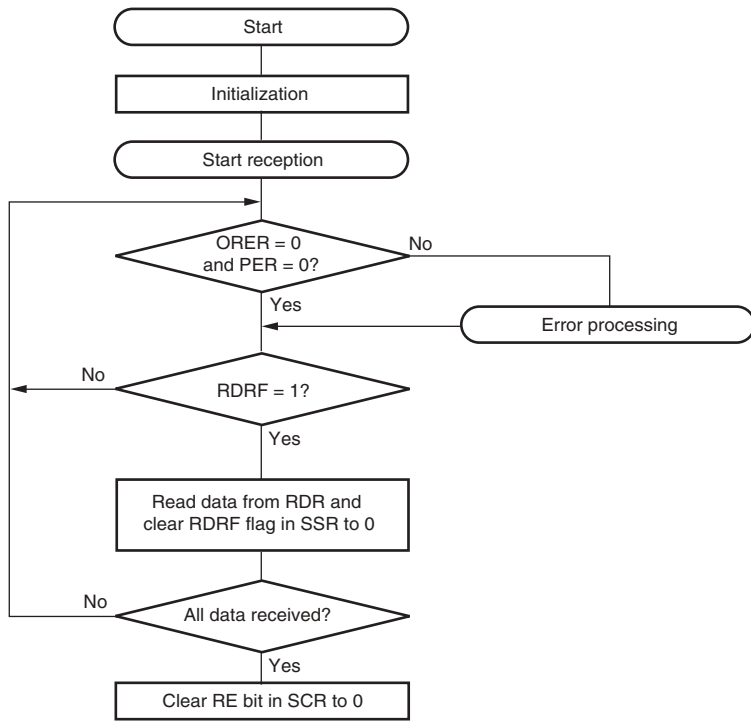 Start
Initialization
Start reception
ORER = 0
and PER = 0?
No
Yes
Error processing
No
RDRF = 1?
Yes
Read data from RDR and
clear RDRF flag in SSR to 0
No
All data received?
Yes
Clear RE bit in SCR to 0